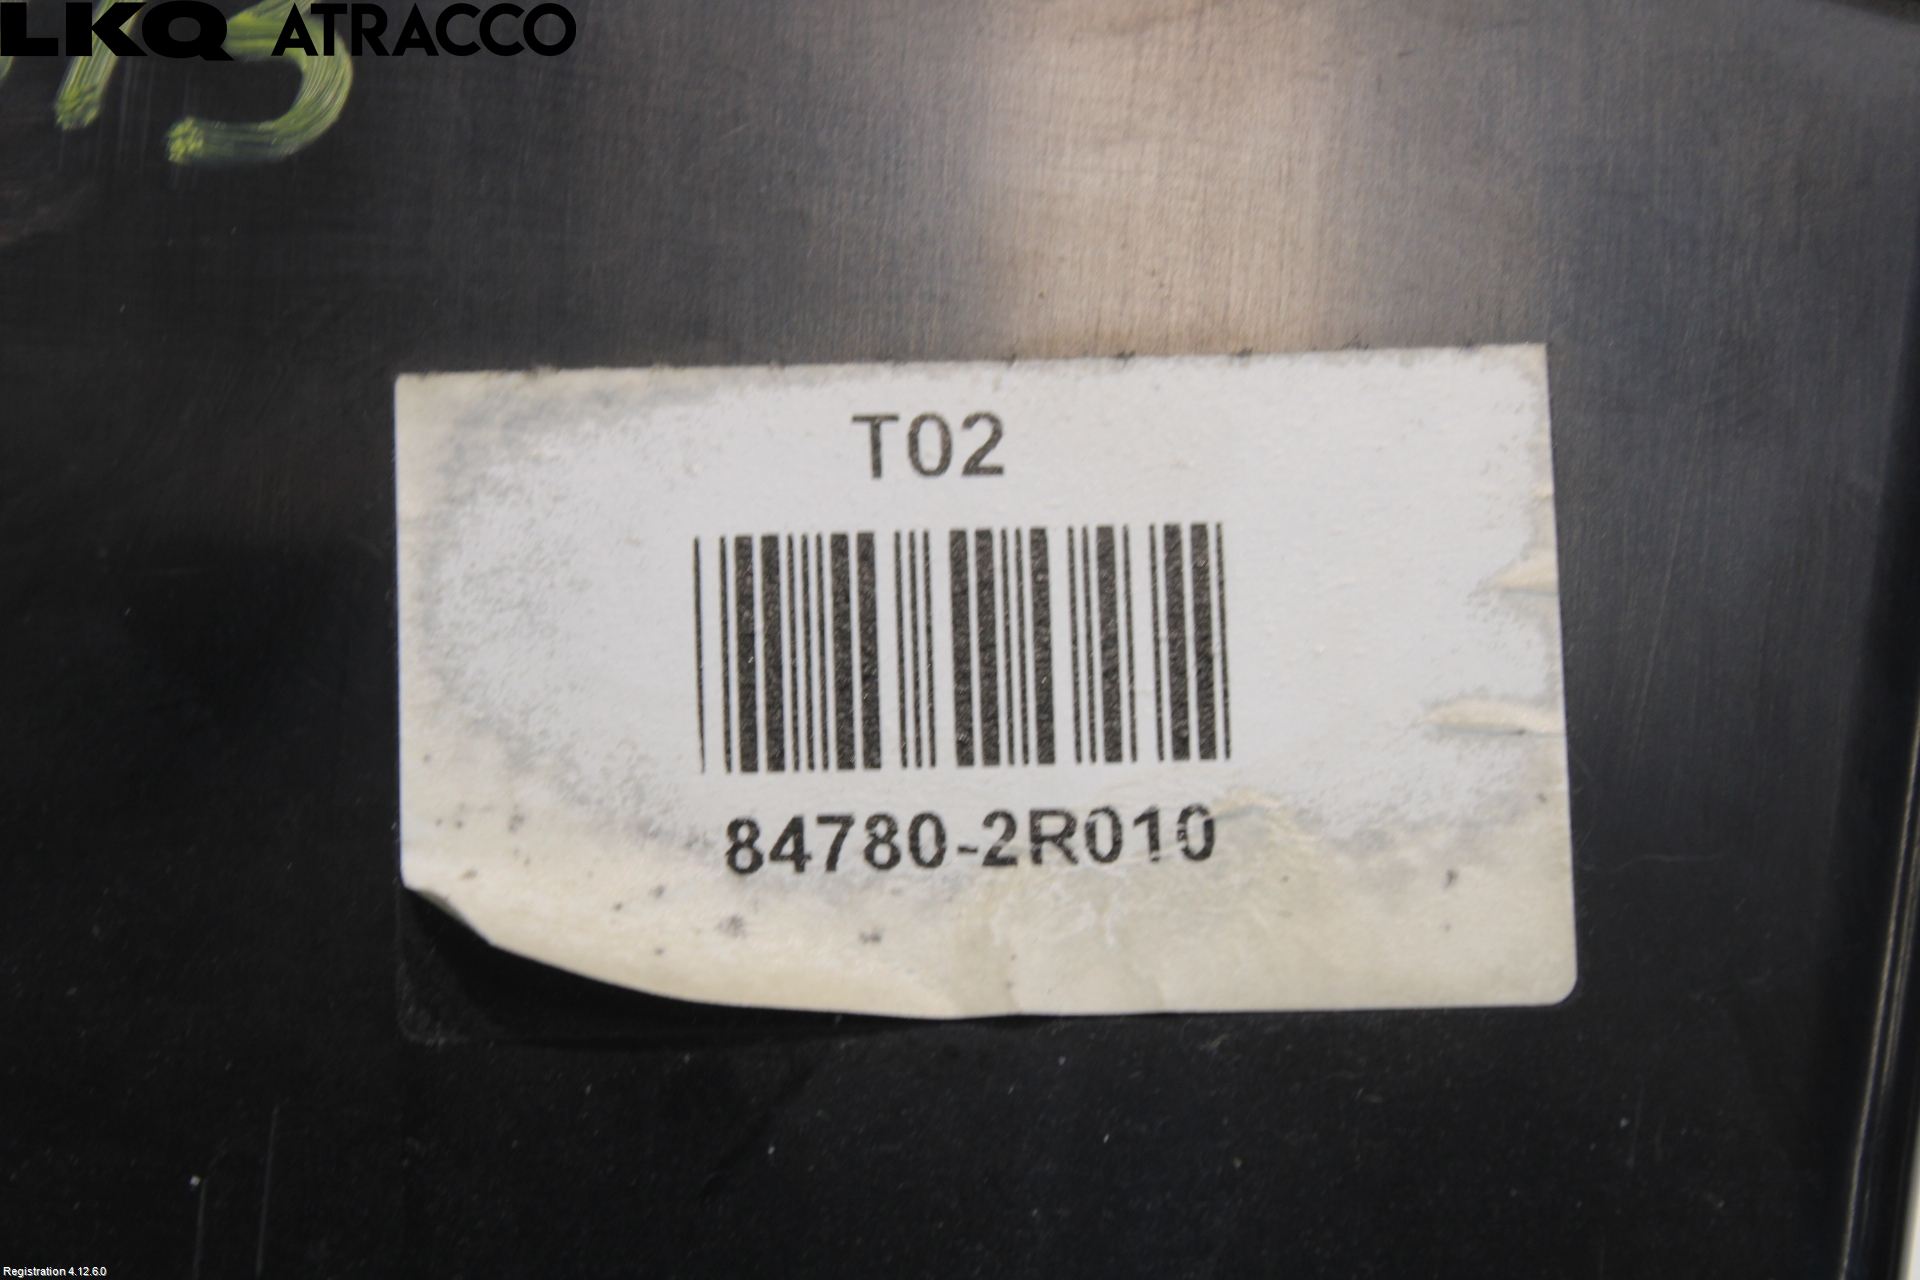 LKQ ATRACCO
T02
84780-2R010
Registration 4.12.6.0